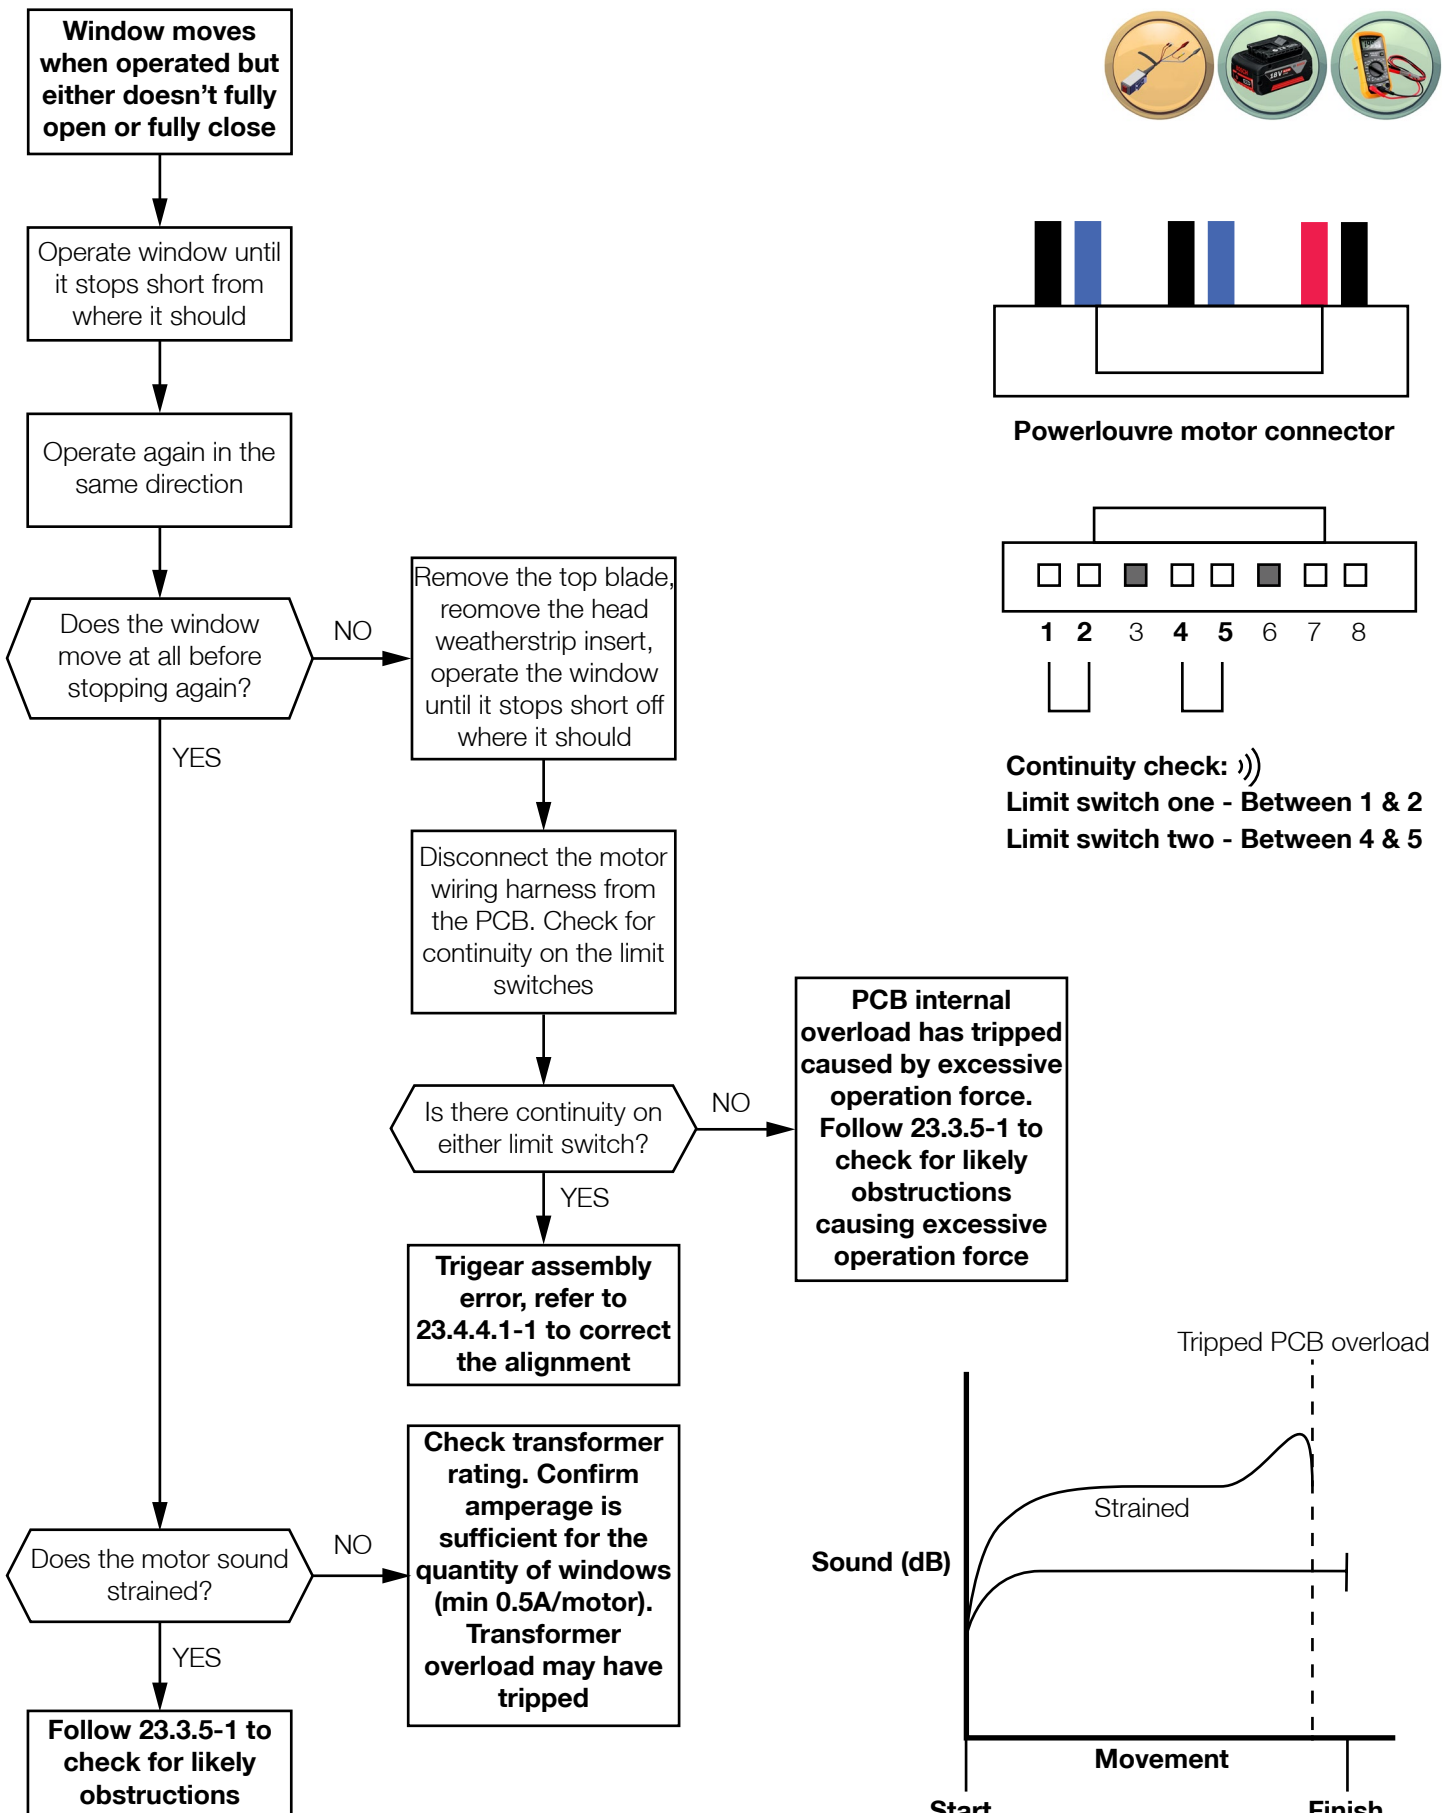 Window moves
when operated but
either doesn't fully
open or fully close
Operate window until
it stops short from
where it should
Operate again in the
same direction
Does the window
move at all before
stopping again?
NO
YES
Remove the top blade,
reomove the head
weatherstrip insert,
operate the window
until it stops short off
where it should
Disconnect the motor
wiring harness from
the PCB. Check for
continuity on the limit
switches
Is there continuity on
either limit switch?
NO
YES
PCB internal
overload has tripped
caused by excessive
operation force.
Follow 23.3.5-1 to
check for likely
obstructions
causing excessive
operation force
Trigear assembly
error, refer to
23.4.4.1-1 to correct
the alignment
Does the motor sound
strained?
NO
YES
Check transformer
rating. Confirm
amperage is
sufficient for the
quantity of windows
(min 0.5A/motor).
Transformer
overload may have
tripped
Follow 23.3.5-1 to
check for likely
obstructions
18V
Powerlouvre motor connector
1 2 3 4 5 6 7 8
Continuity check:
Limit switch one - Between 1 & 2
Limit switch two - Between 4 & 5
Tripped PCB overload
Strained
Sound (dB)
Movement
Start
Finish